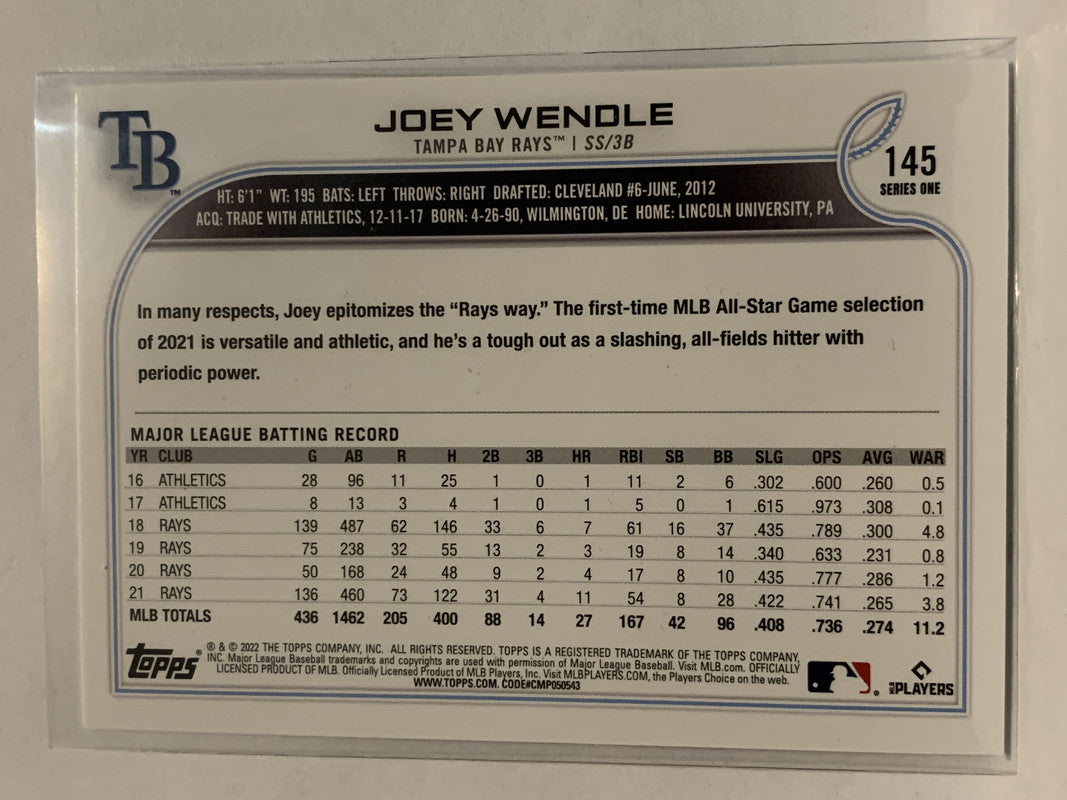 TB™
JOEY WENDLE
TAMPA BAY RAYS™ | SS/3B
145
SERIES ONE
HT: 6'1" WT: 195 BATS: LEFT THROWS: RIGHT DRAFTED: CLEVELAND #6-JUNE, 2012
ACQ: TRADE WITH ATHLETICS, 12-11-17 BORN: 4-26-90, WILMINGTON, DE HOME: LINCOLN UNIVERSITY, PA
In many respects, Joey epitomizes the “Rays way.” The first-time MLB All-Star Game selection
of 2021 is versatile and athletic, and he's a tough out as a slashing, all-fields hitter with
periodic power.
MAJOR LEAGUE BATTING RECORD
YR CLUB G AB R H 2B 3B HR RBI SB BB SLG OPS AVG WAR
16 ATHLETICS 28 96 11 25 1 0 1 11 2 6 .302 .600 .260 0.5
17 ATHLETICS 8 13 3 4 1 0 1 5 0 1 .615 .973 .308 0.1
18 RAYS 139 487 62 146 33 6 7 61 16 37 .435 .789 .300 4.8
19 RAYS 75 238 32 55 13 2 3 19 8 14 .340 .633 .231 0.8
20 RAYS 50 168 24 48 9 2 4 17 8 10 .435 .777 .286 1.2
21 RAYS 136 460 73 122 31 4 11 54 8 28 .422 .741 .265 3.8
MLB TOTALS 436 1462 205 400 88 14 27 167 42 96 .408 .736 .274 11.2
topps®
® & © 2022 THE TOPPS COMPANY, INC. ALL RIGHTS RESERVED. TOPPS IS A REGISTERED TRADEMARK OF THE TOPPS COMPANY,
INC. Major League Baseball trademarks and copyrights are used with permission of Major League Baseball. Visit MLB.com. OFFICIALLY
LICENSED PRODUCT OF MLB. Officially Licensed Product of MLB Players, Inc. Visit MLBPLAYERS.COM, the Players Choice on the web.
WWW.TOPPS.COM. CODE#CMP050543
MLB PLAYERS